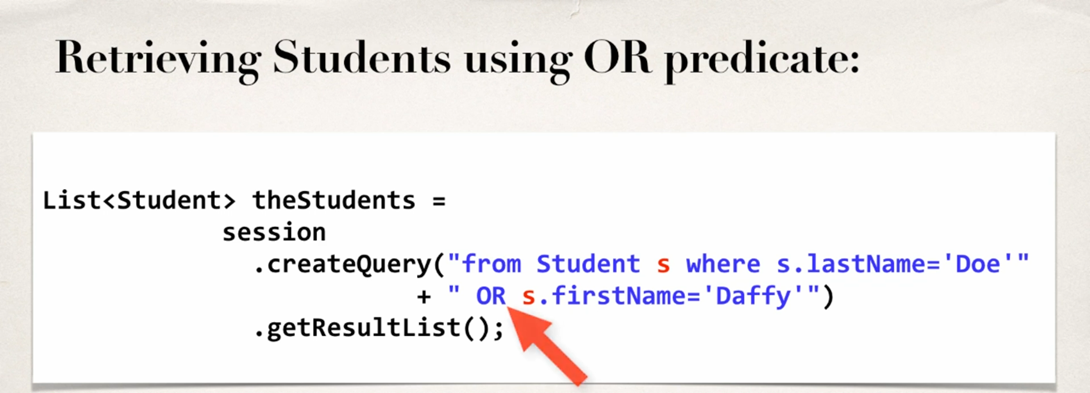 Retrieving Students using OR predicate:
List<Student> theStudents =
session
.createQuery("from Student s where s.lastName='Doe'"
+ " OR s.firstName='Daffy'")
.getResultList();